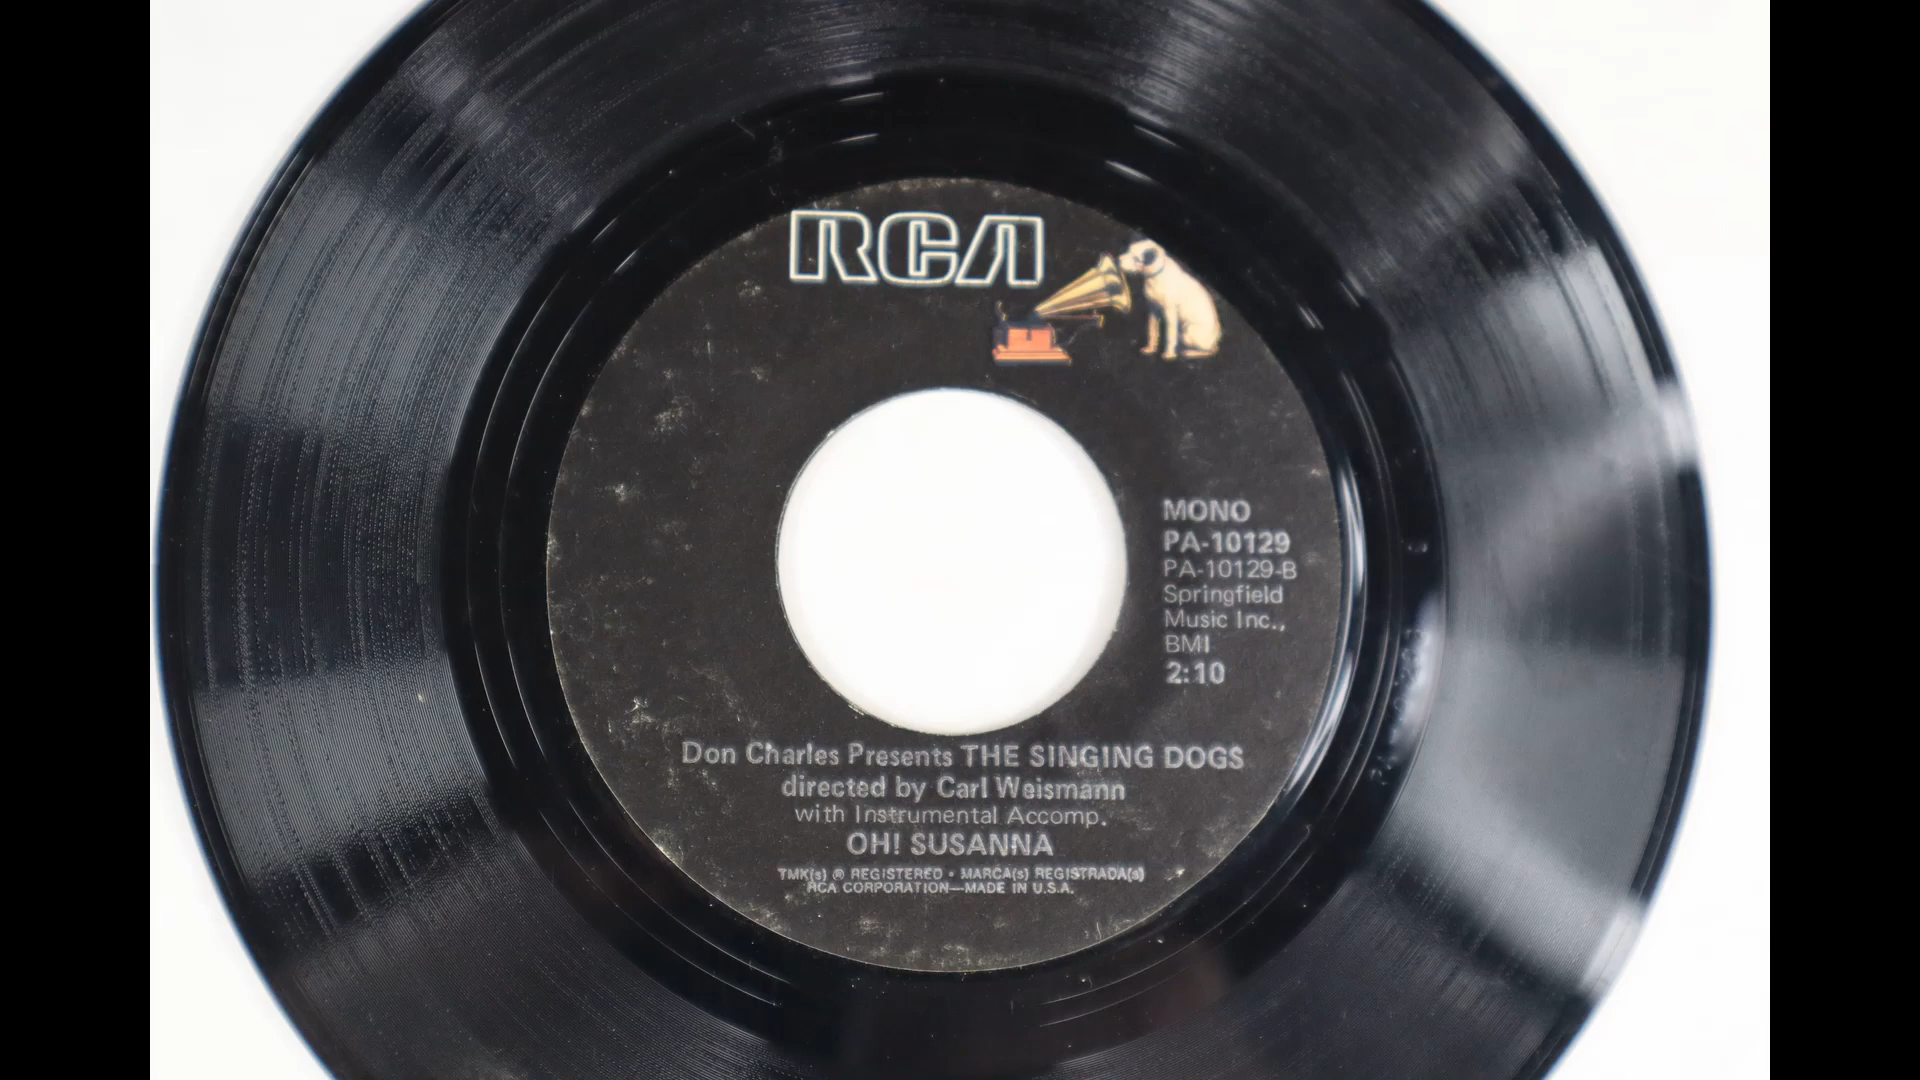 RCA
MONO
PA-10129
PA-10129-B
Springfield
Music Inc.,
BMI
2:10
Don Charles Presents THE SINGING DOGS
directed by Carl Weismann
with Instrumental Accomp.
OH! SUSANNA
TMK(s) ® REGISTERED • MARCA(s) REGISTRADA(s)
RCA CORPORATION—MADE IN U.S.A.